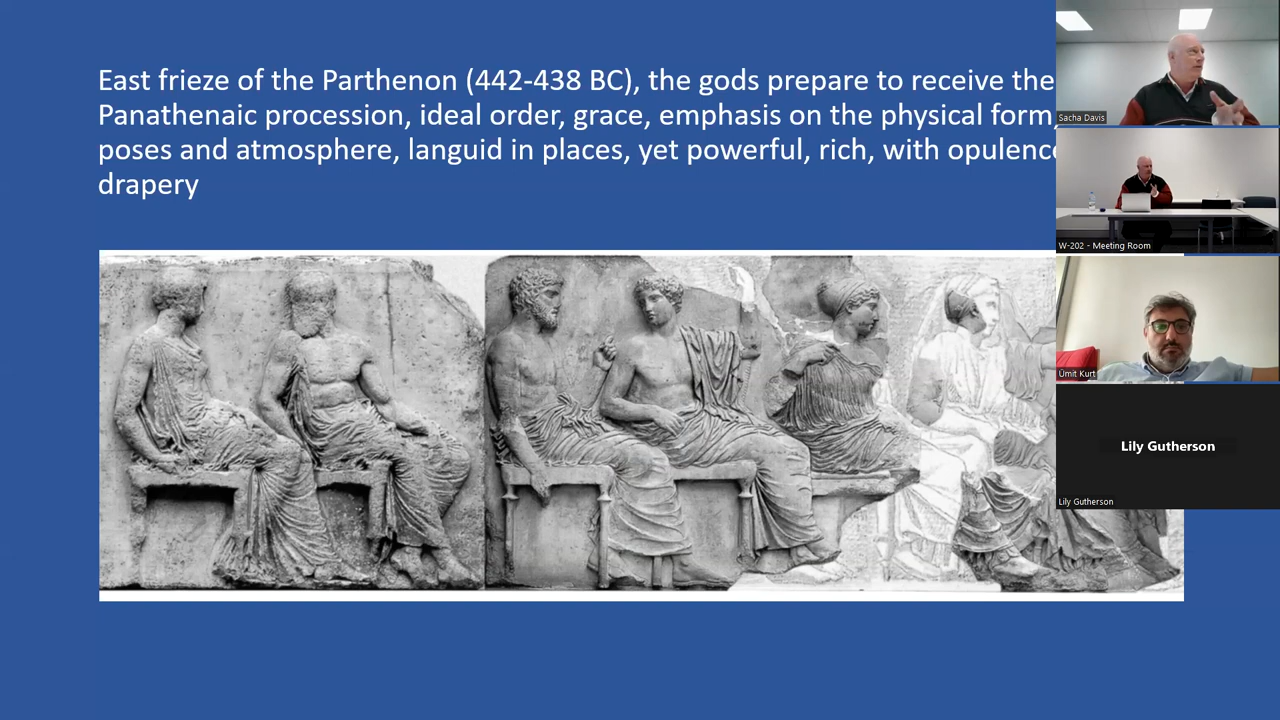 East frieze of the Parthenon (442-438 BC), the gods prepare to receive the
Panathenaic procession, ideal order, grace, emphasis on the physical form,
poses and atmosphere, languid in places, yet powerful, rich, with opulence
drapery
Sacha Davis
W-202 - Meeting Room
Ümit Kurt
Lily Gutherson
Lily Gutherson